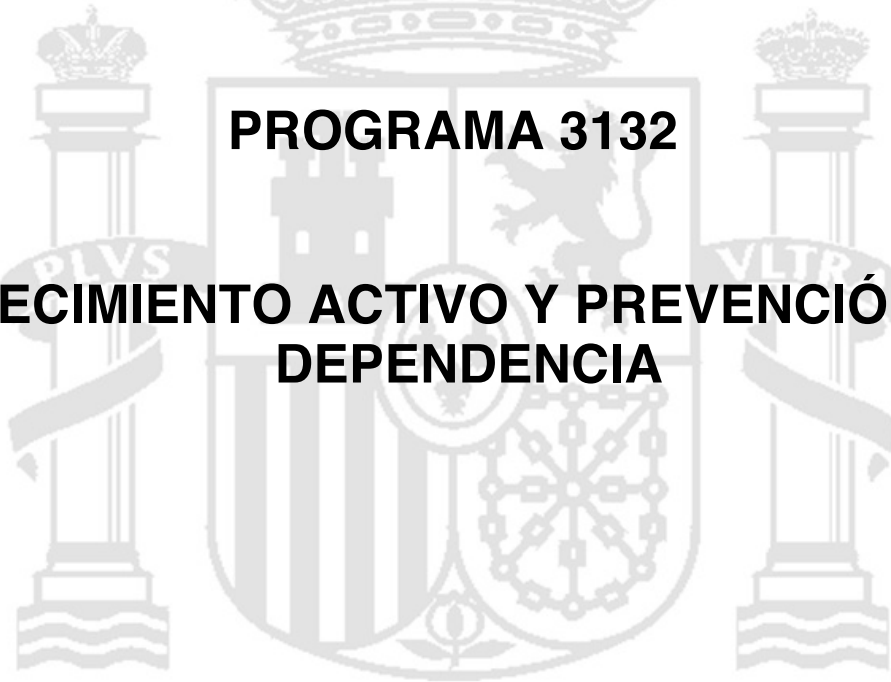 PROGRAMA 3132
PLVS
VLTR
ECIMIENTO ACTIVO Y PREVENCIÓ
DEPENDENCIA